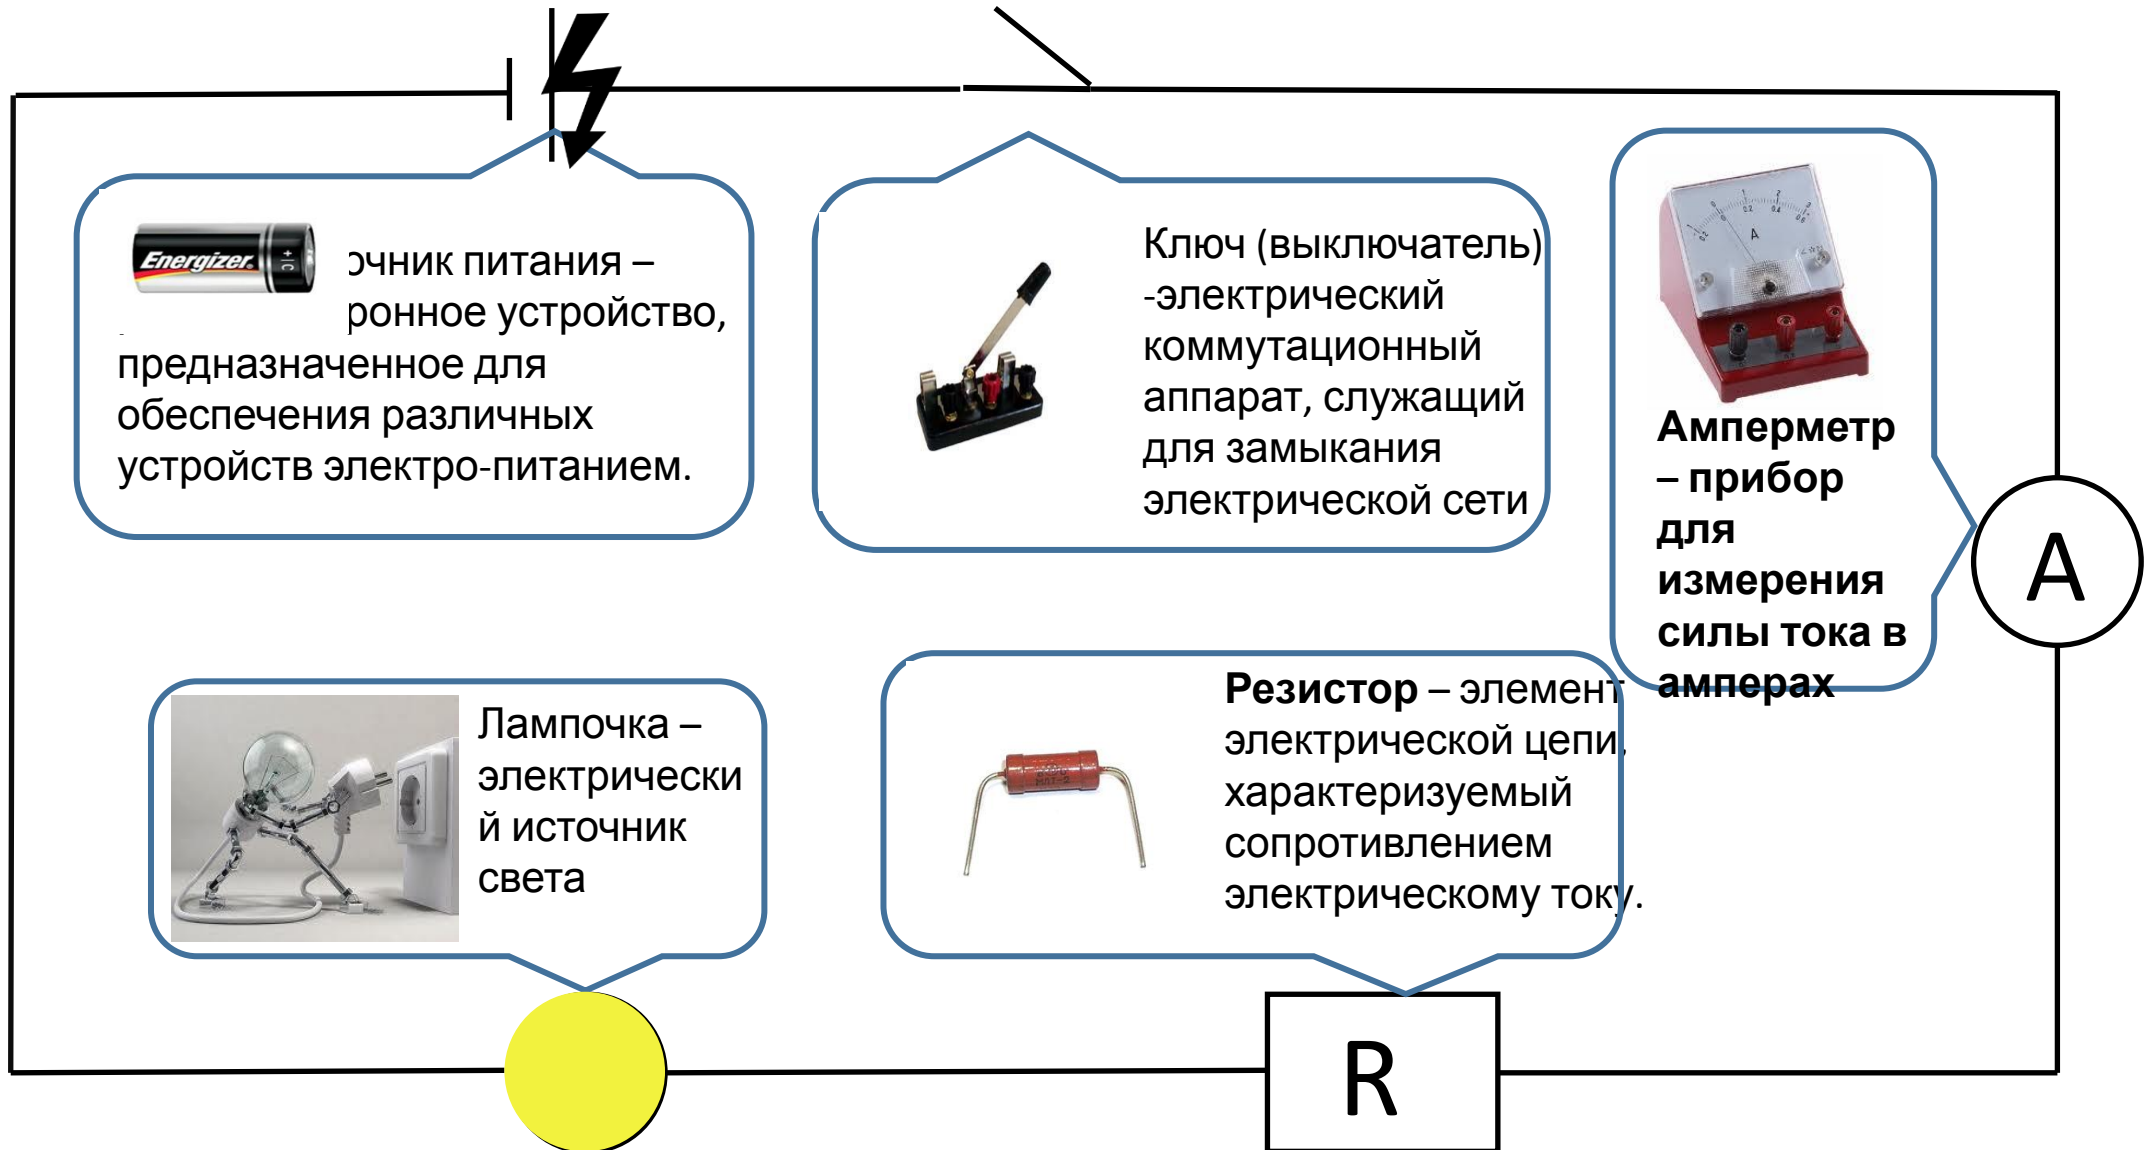 Energizer.
очник питания –
ронное устройство,
предназначенное для
обеспечения различных
устройств электро-питанием.
Ключ (выключатель)
-электрический
коммутационный
аппарат, служащий
для замыкания
электрической сети
A
Амперметр
– прибор
для
измерения
силы тока в
амперах
A
Лампочка –
электрически
й источник
света
Резистор – элемент
электрической цепи,
характеризуемый
сопротивлением
электрическому току.
R